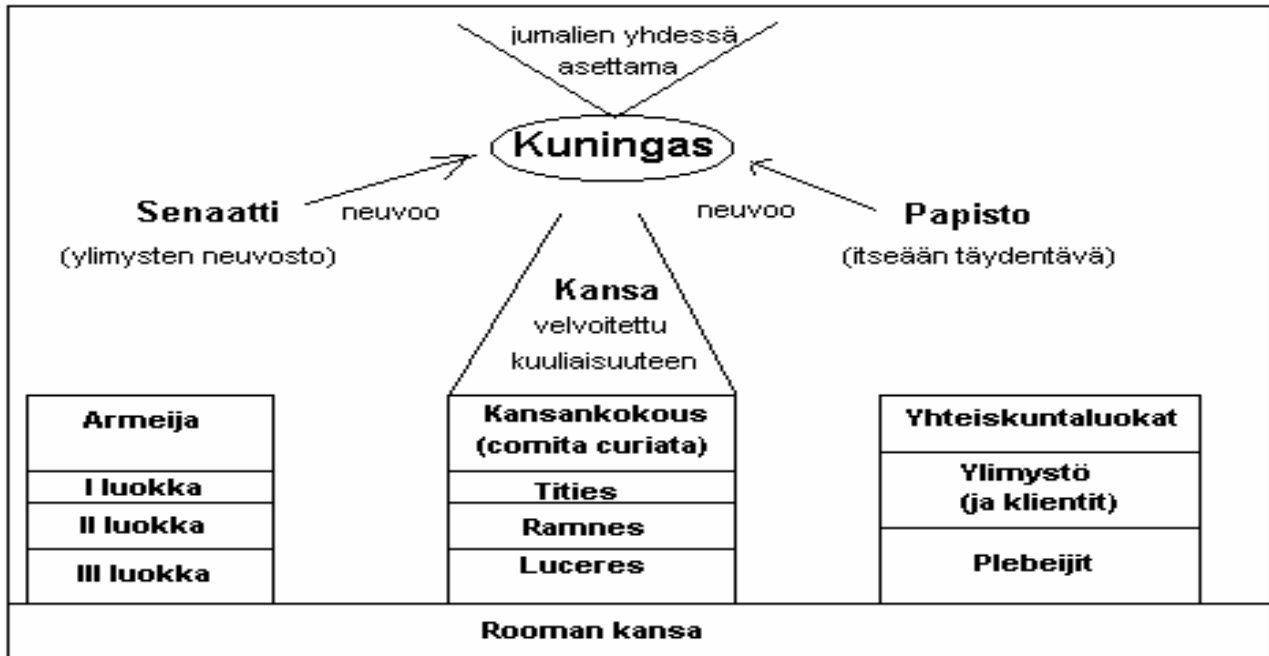 jumalien yhdessä
asettama
Kuningas
Senaatti
neuvoo
neuvoo
Papisto
(ylimysten neuvosto)
(itseään täydentävä)
Kansa
velvoitettu
kuuliaisuuteen
Armeija
I luokka
II luokka
III luokka
Kansankokous
(comita curiata)
Tities
Ramnes
Luceres
Yhteiskuntaluokat
Ylimystö
(ja klientit)
Plebeijit
Rooman kansa